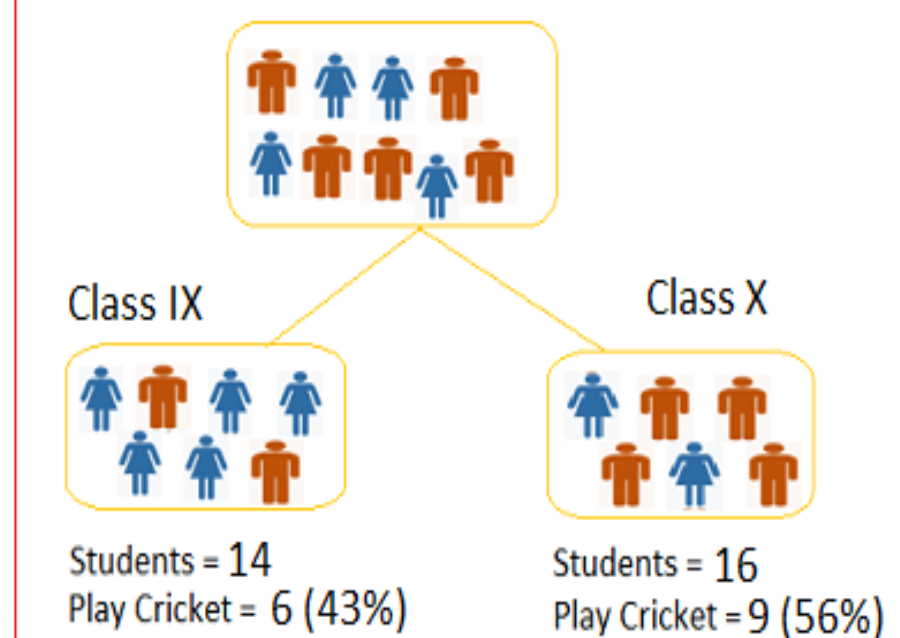 Class IX
Class X
Students = 14
Play Cricket = 6 (43%)
Students = 16
Play Cricket = 9 (56%)